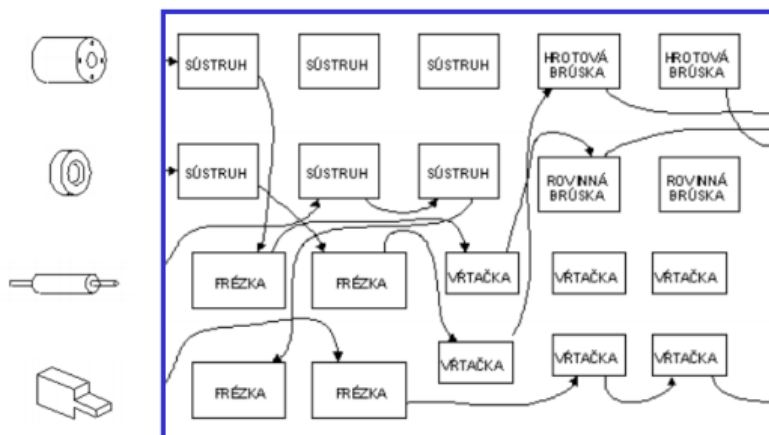 SÚSTRUH
SÚSTRUH
SÚSTRUH
HROTOVÁ
BRÚSKA
HROTOVÁ
BRÚSKA
SÚSTRUH
SÚSTRUH
SÚSTRUH
ROVINNÁ
BRÚSKA
ROVINNÁ
BRÚSKA
FRÉZKA
FRÉZKA
VŔTAČKA
VŔTAČKA
VŔTAČKA
FRÉZKA
FRÉZKA
VŔTAČKA
VŔTAČKA
VŔTAČKA